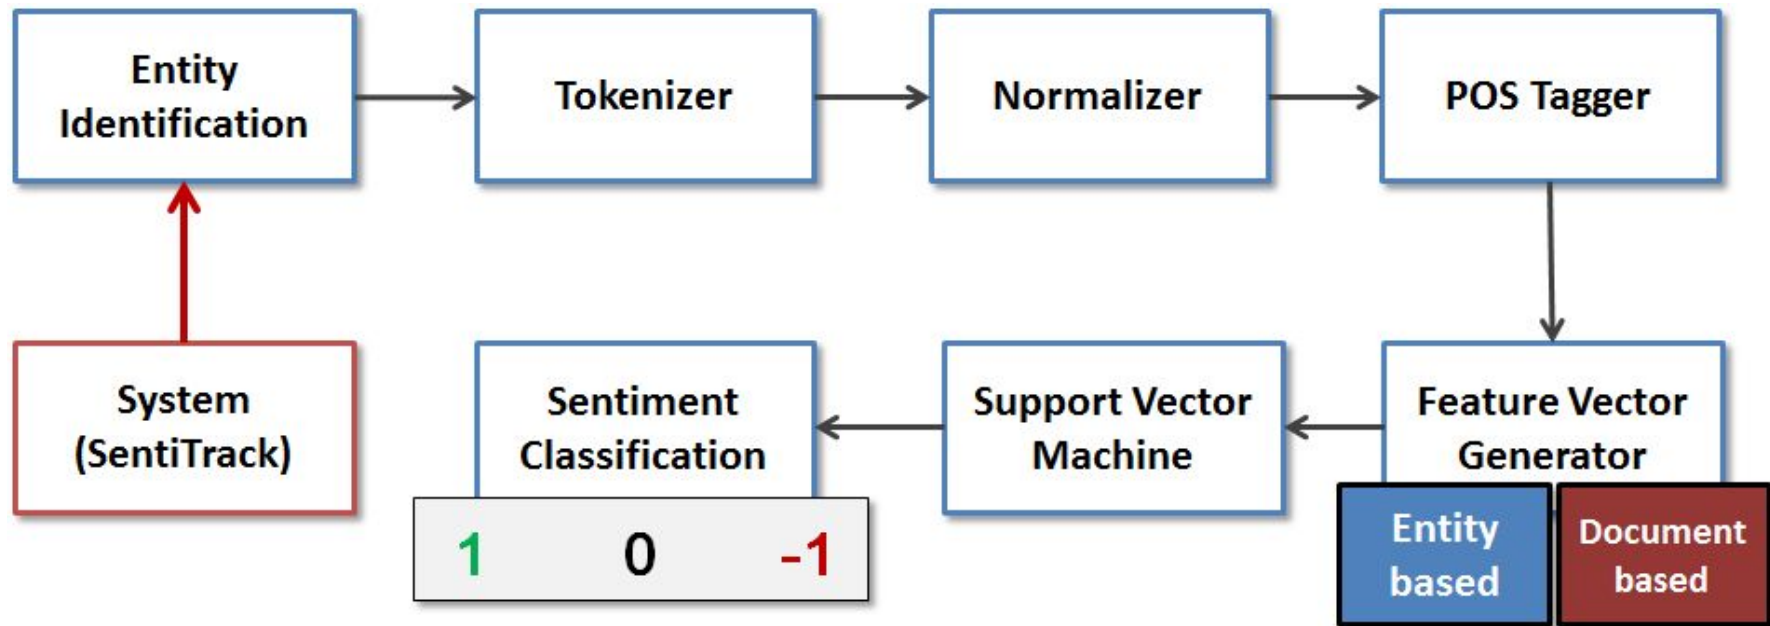 Entity
Identification
Tokenizer
Normalizer
POS Tagger
System
(SentiTrack)
Sentiment
Classification
Support Vector
Machine
Feature Vector
Generator
1 0 -1
Entity
based
Document
based